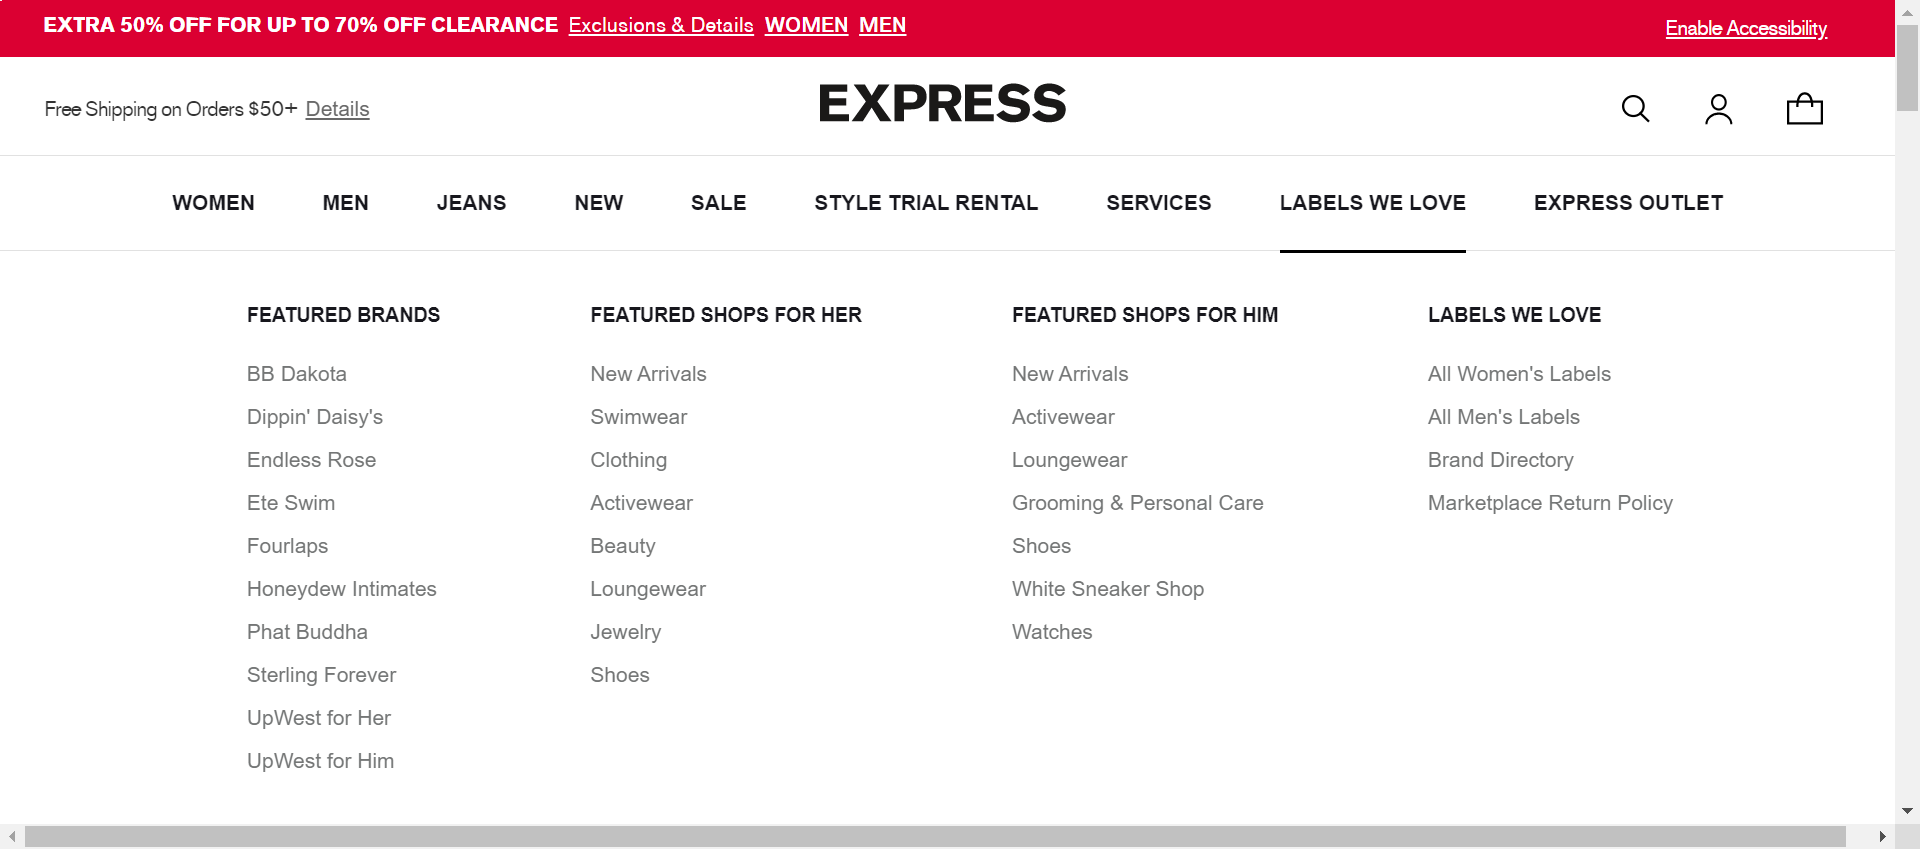 EXTRA 50% OFF FOR UP TO 70% OFF CLEARANCE Exclusions & Details WOMEN MEN
Enable Accessibility
Free Shipping on Orders $50+ Details
EXPRESS
WOMEN MEN JEANS NEW SALE STYLE TRIAL RENTAL SERVICES LABELS WE LOVE EXPRESS OUTLET
FEATURED BRANDS
BB Dakota
Dippin' Daisy's
Endless Rose
Ete Swim
Fourlaps
Honeydew Intimates
Phat Buddha
Sterling Forever
UpWest for Her
UpWest for Him
FEATURED SHOPS FOR HER
New Arrivals
Swimwear
Clothing
Activewear
Beauty
Loungewear
Jewelry
Shoes
FEATURED SHOPS FOR HIM
New Arrivals
Activewear
Loungewear
Grooming & Personal Care
Shoes
White Sneaker Shop
Watches
LABELS WE LOVE
All Women's Labels
All Men's Labels
Brand Directory
Marketplace Return Policy